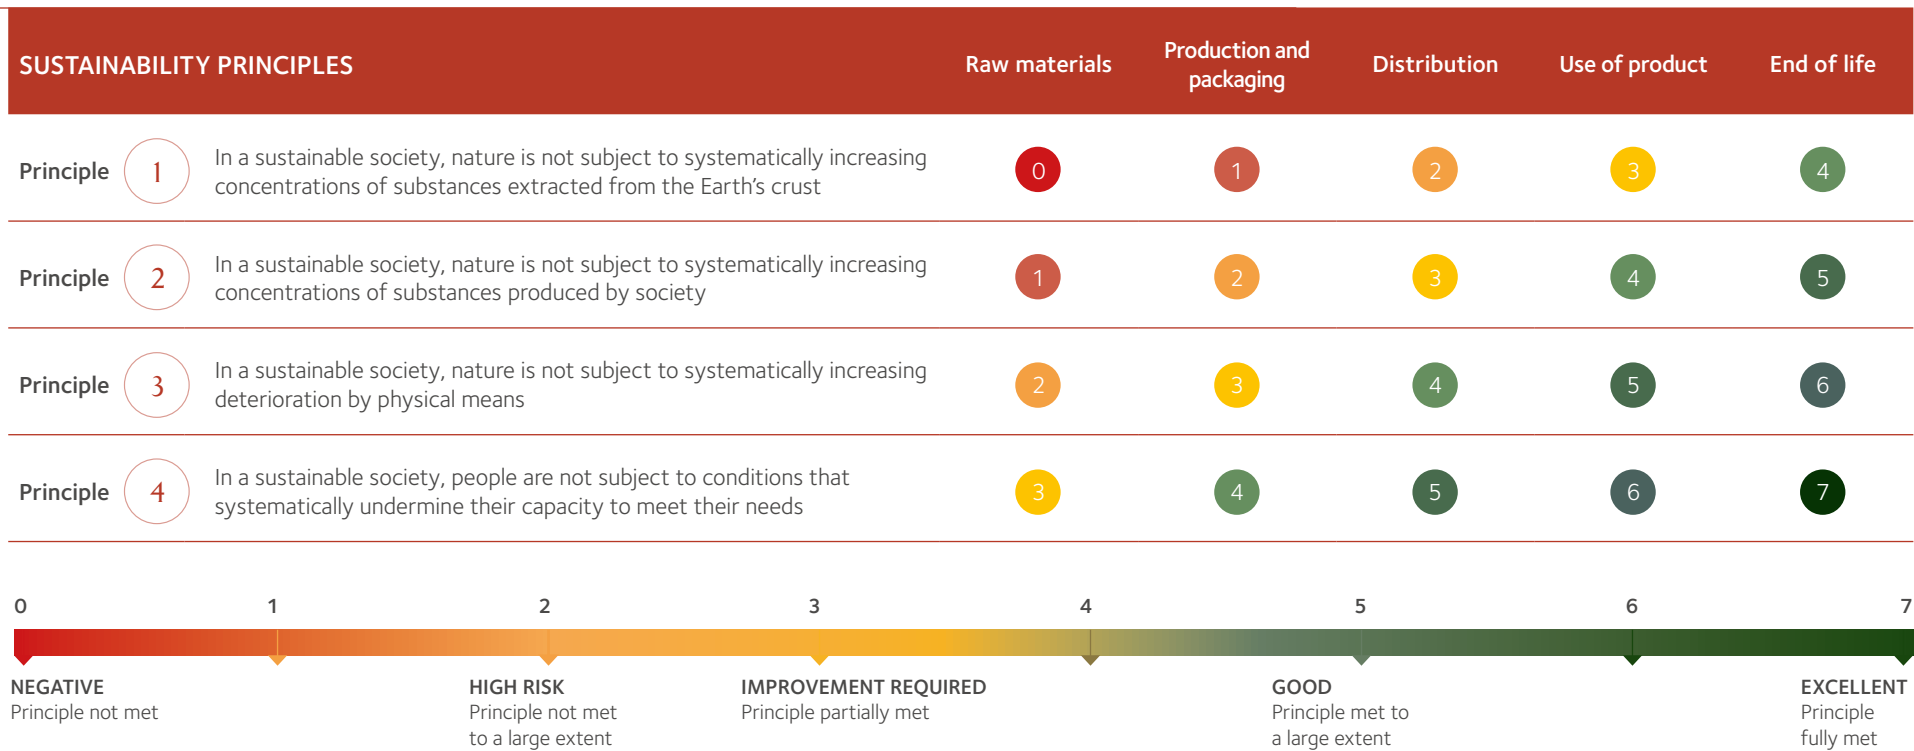 SUSTAINABILITY PRINCIPLES
Raw materials
Production and
packaging
Distribution
Use of product
End of life
Principle 1
In a sustainable society, nature is not subject to systematically increasing
concentrations of substances extracted from the Earth’s crust
0 1 2 3 4
Principle 2
In a sustainable society, nature is not subject to systematically increasing
concentrations of substances produced by society
1 2 3 4 5
Principle 3
In a sustainable society, nature is not subject to systematically increasing
deterioration by physical means
2 3 4 5 6
Principle 4
In a sustainable society, people are not subject to conditions that
systematically undermine their capacity to meet their needs
3 4 5 6 7
0 1 2 3 4 5 6 7
NEGATIVE
Principle not met
HIGH RISK
Principle not met
to a large extent
IMPROVEMENT REQUIRED
Principle partially met
GOOD
Principle met to
a large extent
EXCELLENT
Principle
fully met